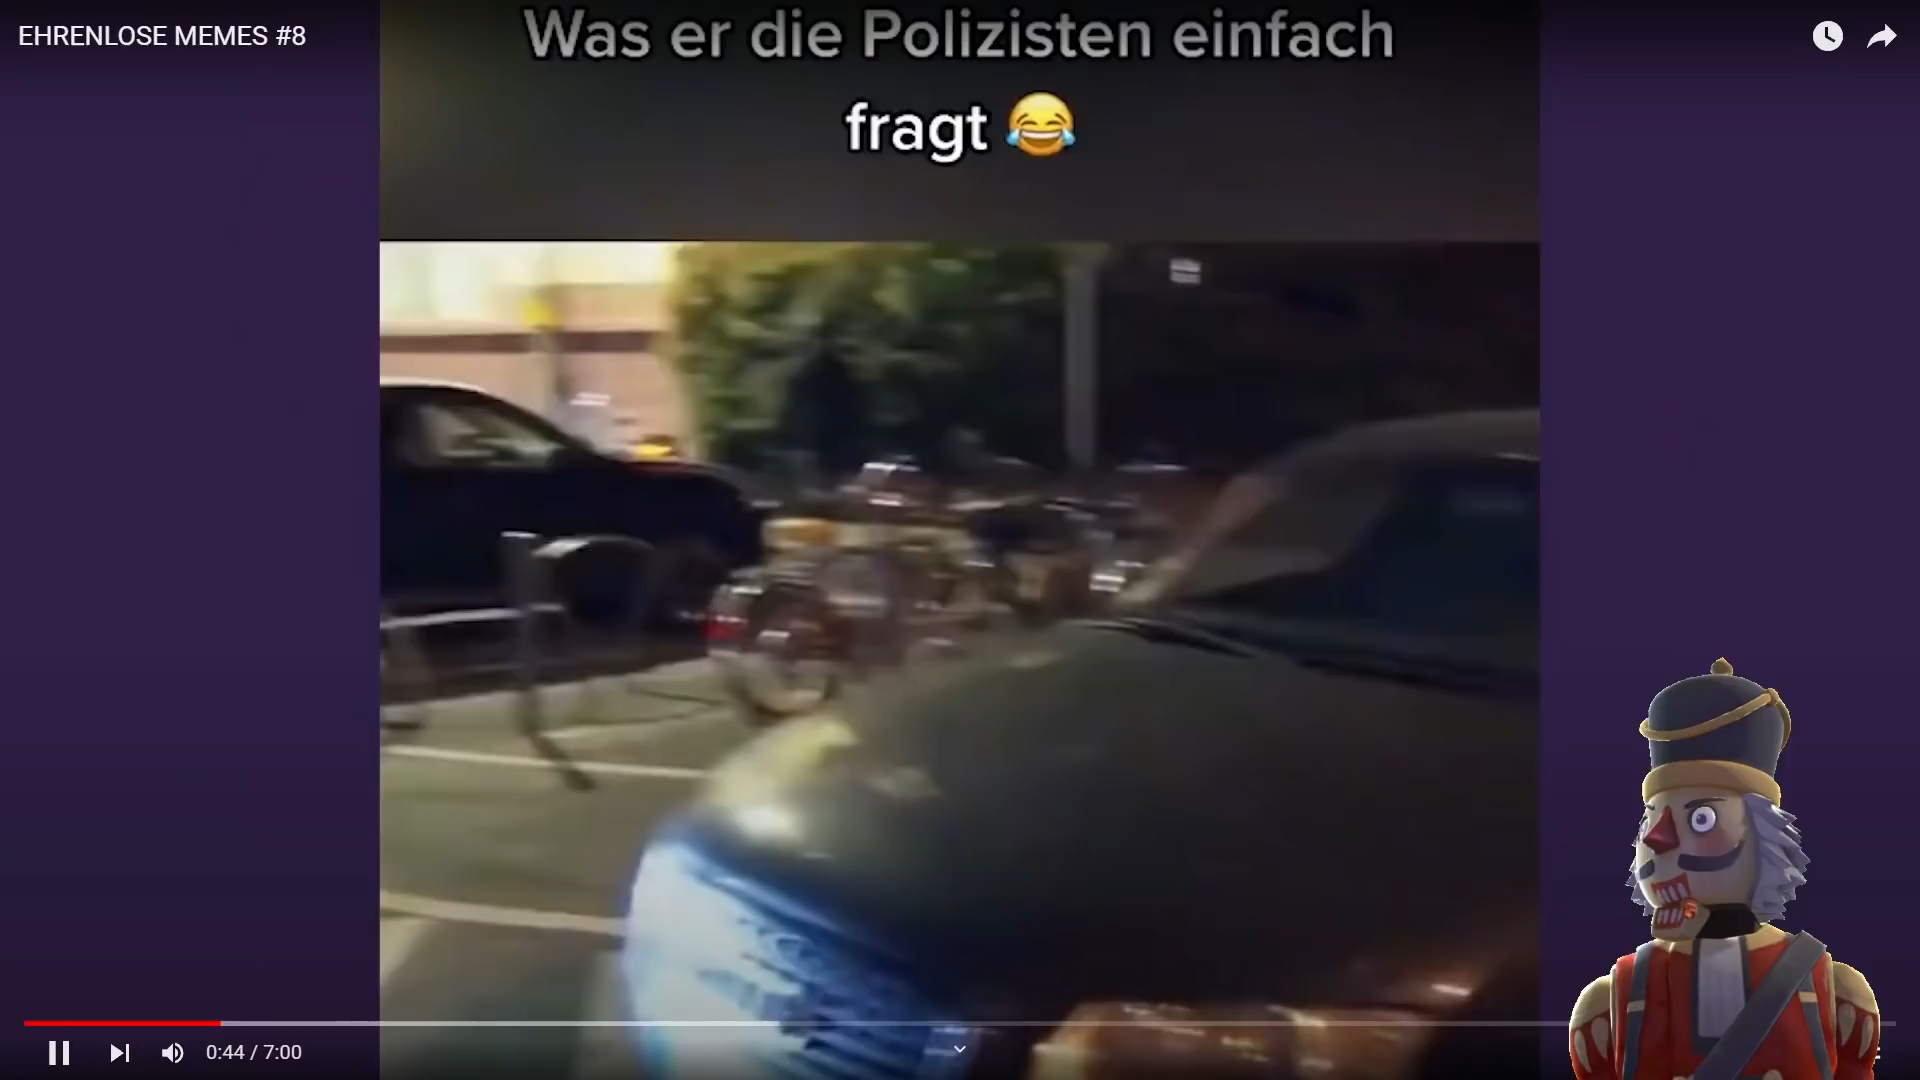 EHRENLOSE MEMES #8
Was er die Polizisten einfach
fragt 😂
0:44 / 7:00